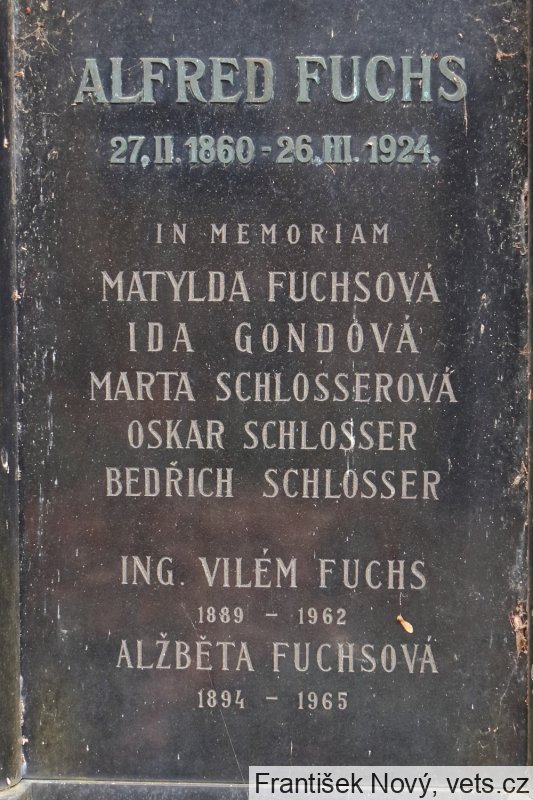 ALFRED FUCHS
27. II. 1860 - 26. III. 1924.
IN MEMORIAM
MATYLDA FUCHSOVÁ
IDA GONDOVÁ
MARTA SCHLOSSEROVÁ
OSKAR SCHLOSSER
BEDŘICH SCHLOSSER
ING. VILÉM FUCHS
1889 - 1962
ALŽBĚTA FUCHSOVÁ
1894 - 1965
František Nový, vets.cz